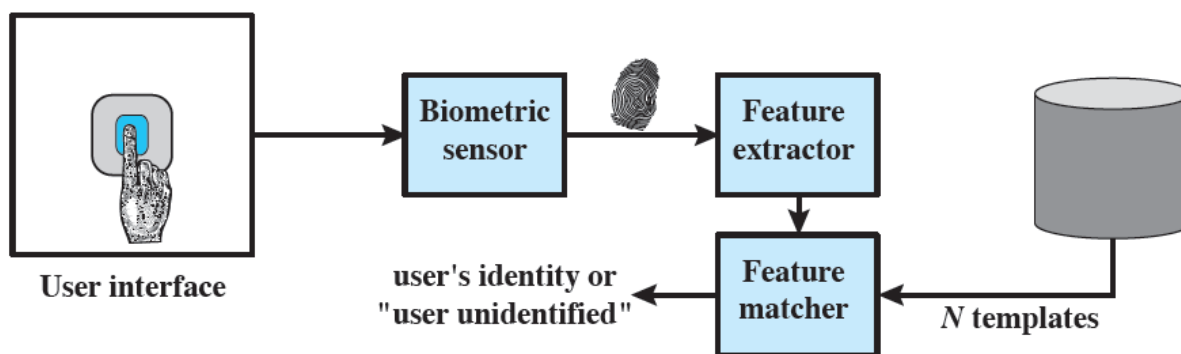 User interface
Biometric
sensor
Feature
extractor
Feature
matcher
user's identity or
"user unidentified"
N templates